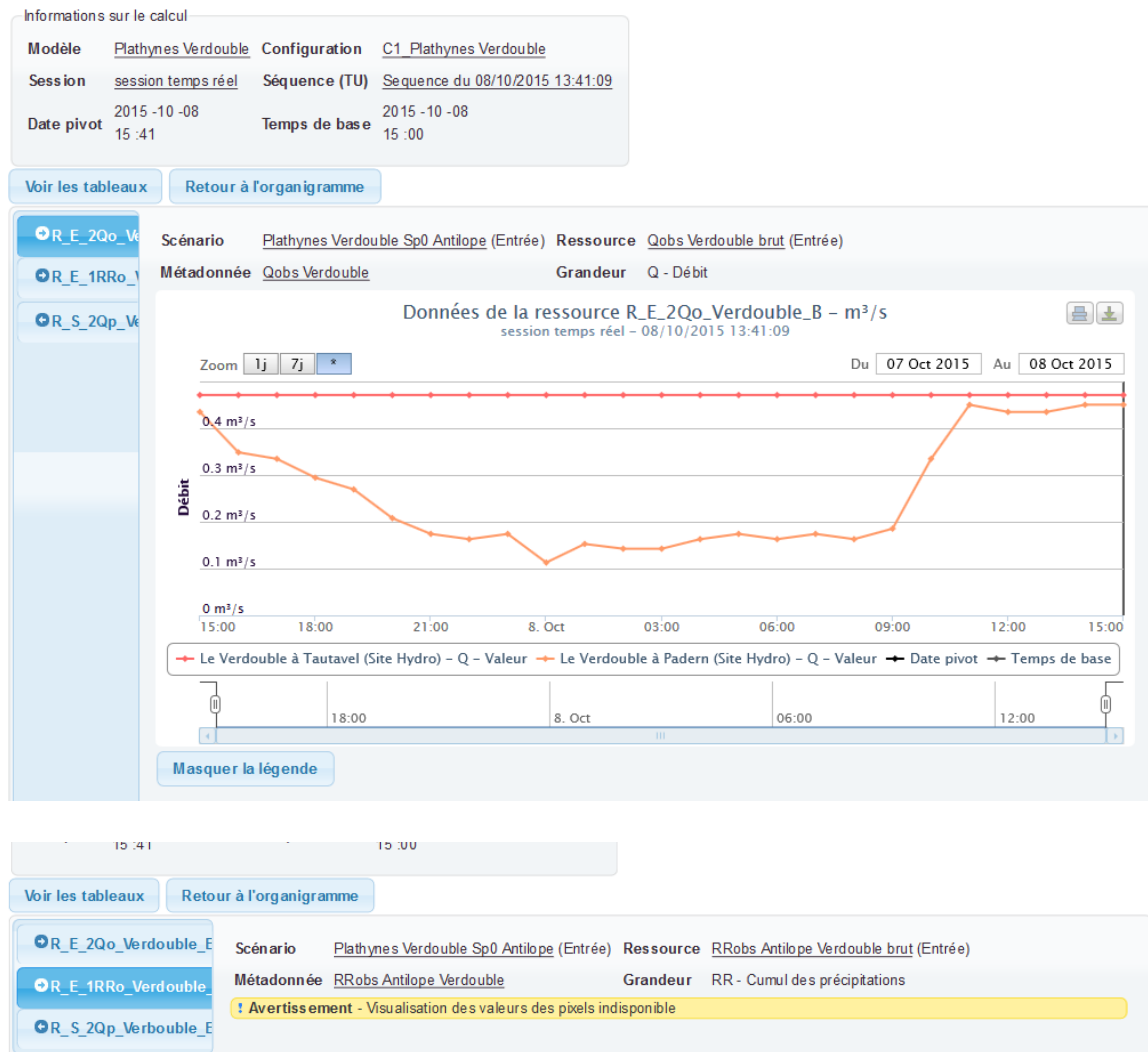 Informations sur le calcul
Modèle Plathynes Verdouble Configuration C1_Plathynes Verdouble
Session session temps réel Séquence (TU) Sequence du 08/10/2015 13:41:09
Date pivot 2015 -10 -08 15 :41 Temps de base 2015 -10 -08 15 :00
Voir les tableaux Retour à l'organigramme
R_E_2Qo_Ve
R_E_1RRo_V
R_S_2Qp_Ve
Scénario Plathynes Verdouble Sp0 Antilope (Entrée) Ressource Qobs Verdouble brut (Entrée)
Métadonnée Qobs Verdouble Grandeur Q - Débit
Données de la ressource R_E_2Qo_Verdouble_B – m³/s
session temps réel – 08/10/2015 13:41:09
Zoom 1j 7j * Du 07 Oct 2015 Au 08 Oct 2015
Débit
0.4 m³/s
0.3 m³/s
0.2 m³/s
0.1 m³/s
0 m³/s
15:00 18:00 21:00 8. Oct 03:00 06:00 09:00 12:00 15:00
Le Verdouble à Tautavel (Site Hydro) – Q – Valeur Le Verdouble à Padern (Site Hydro) – Q – Valeur Date pivot Temps de base
18:00 8. Oct 06:00 12:00
Masquer la légende
15 :41 15 :00
Voir les tableaux Retour à l'organigramme
R_E_2Qo_Verdouble_E
R_E_1RRo_Verdouble_
R_S_2Qp_Verbouble_E
Scénario Plathynes Verdouble Sp0 Antilope (Entrée) Ressource RRobs Antilope Verdouble brut (Entrée)
Métadonnée RRobs Antilope Verdouble Grandeur RR - Cumul des précipitations
! Avertissement - Visualisation des valeurs des pixels indisponible